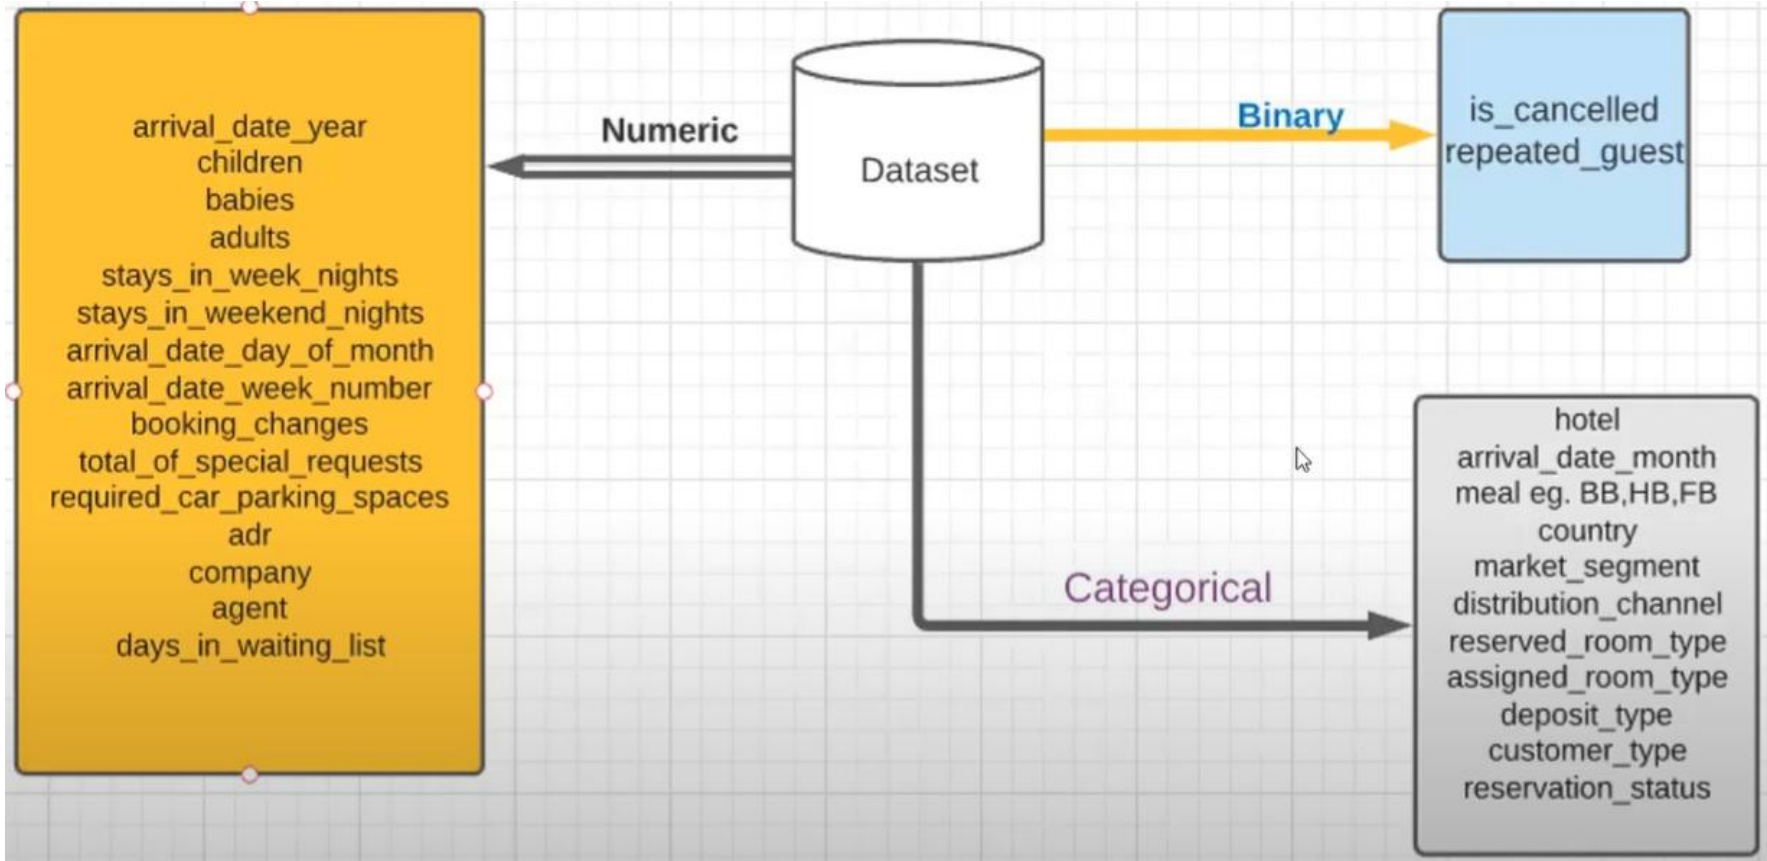 arrival_date_year
children
babies
adults
stays_in_week_nights
stays_in_weekend_nights
arrival_date_day_of_month
arrival_date_week_number
booking_changes
total_of_special_requests
required_car_parking_spaces
adr
company
agent
days_in_waiting_list
Numeric
Dataset
Binary
is_cancelled
repeated_guest
Categorical
hotel
arrival_date_month
meal eg. BB,HB,FB
country
market_segment
distribution_channel
reserved_room_type
assigned_room_type
deposit_type
customer_type
reservation_status